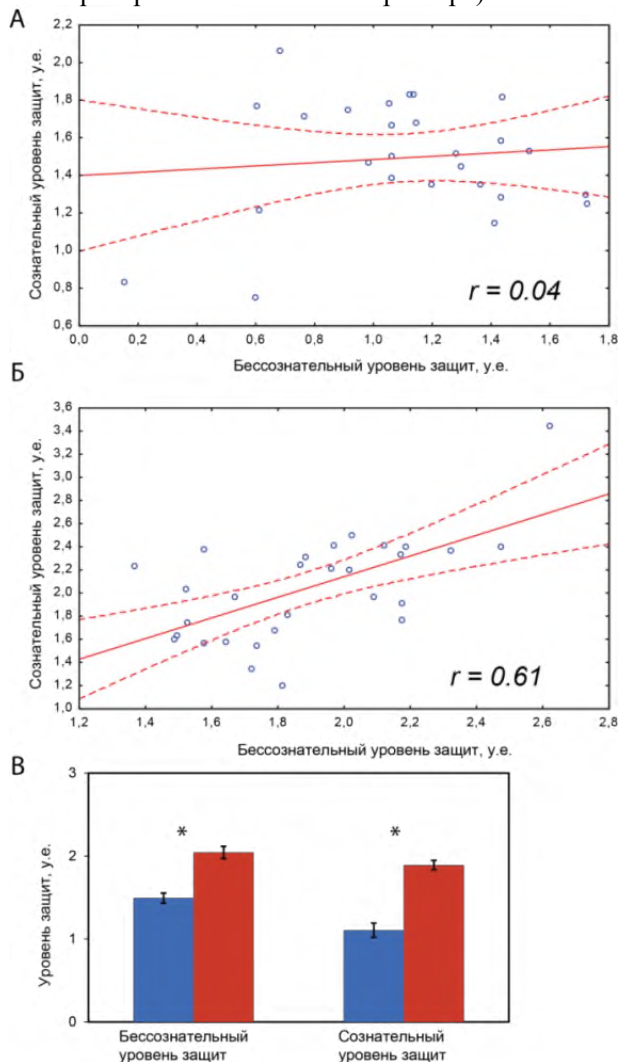 А
Сознательный уровень защит, у.е.
2,2
2,0
1,8
1,6
1,4
1,2
1,0
0,8
0,6
r = 0.04
0,0 0,2 0,4 0,6 0,8 1,0 1,2 1,4 1,6 1,8
Бессознательный уровень защит, у.е.
Б
Сознательный уровень защит, у.е.
3,6
3,4
3,2
3,0
2,8
2,6
2,4
2,2
2,0
1,8
1,6
1,4
1,2
1,0
r = 0.61
1,2 1,4 1,6 1,8 2,0 2,2 2,4 2,6 2,8
Бессознательный уровень защит, у.е.
В
Уровень защит, у.е.
3
2
1
0
* *
Бессознательный Сознательный
уровень защит уровень защит